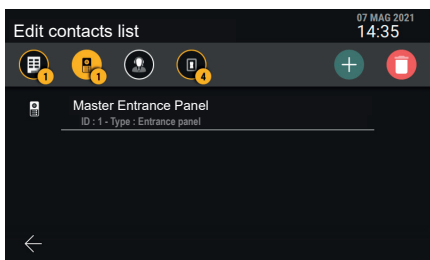 Edit contacts list
07 MAG 2021
14:35
1
1
4
Master Entrance Panel
ID : 1 - Type : Entrance panel